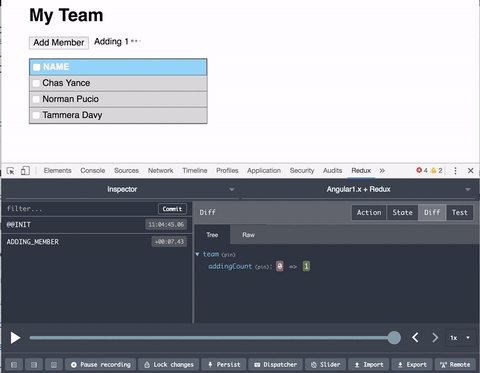 My Team
Add Member Adding 1
NAME
Chas Yance
Norman Pucio
Tammera Davy
Elements Console Sources Network Timeline Profiles Application Security Audits Redux » 4 2
Inspector Angular1.x + Redux
filter... Commit Diff Action State Diff Test
@@INIT 11:04:45.06 Tree Raw
ADDING_MEMBER +00:07.43
team (pin)
addingCount (pin): 0 => 1
1x
Pause recording Lock changes Persist Dispatcher Slider Import Export Remote